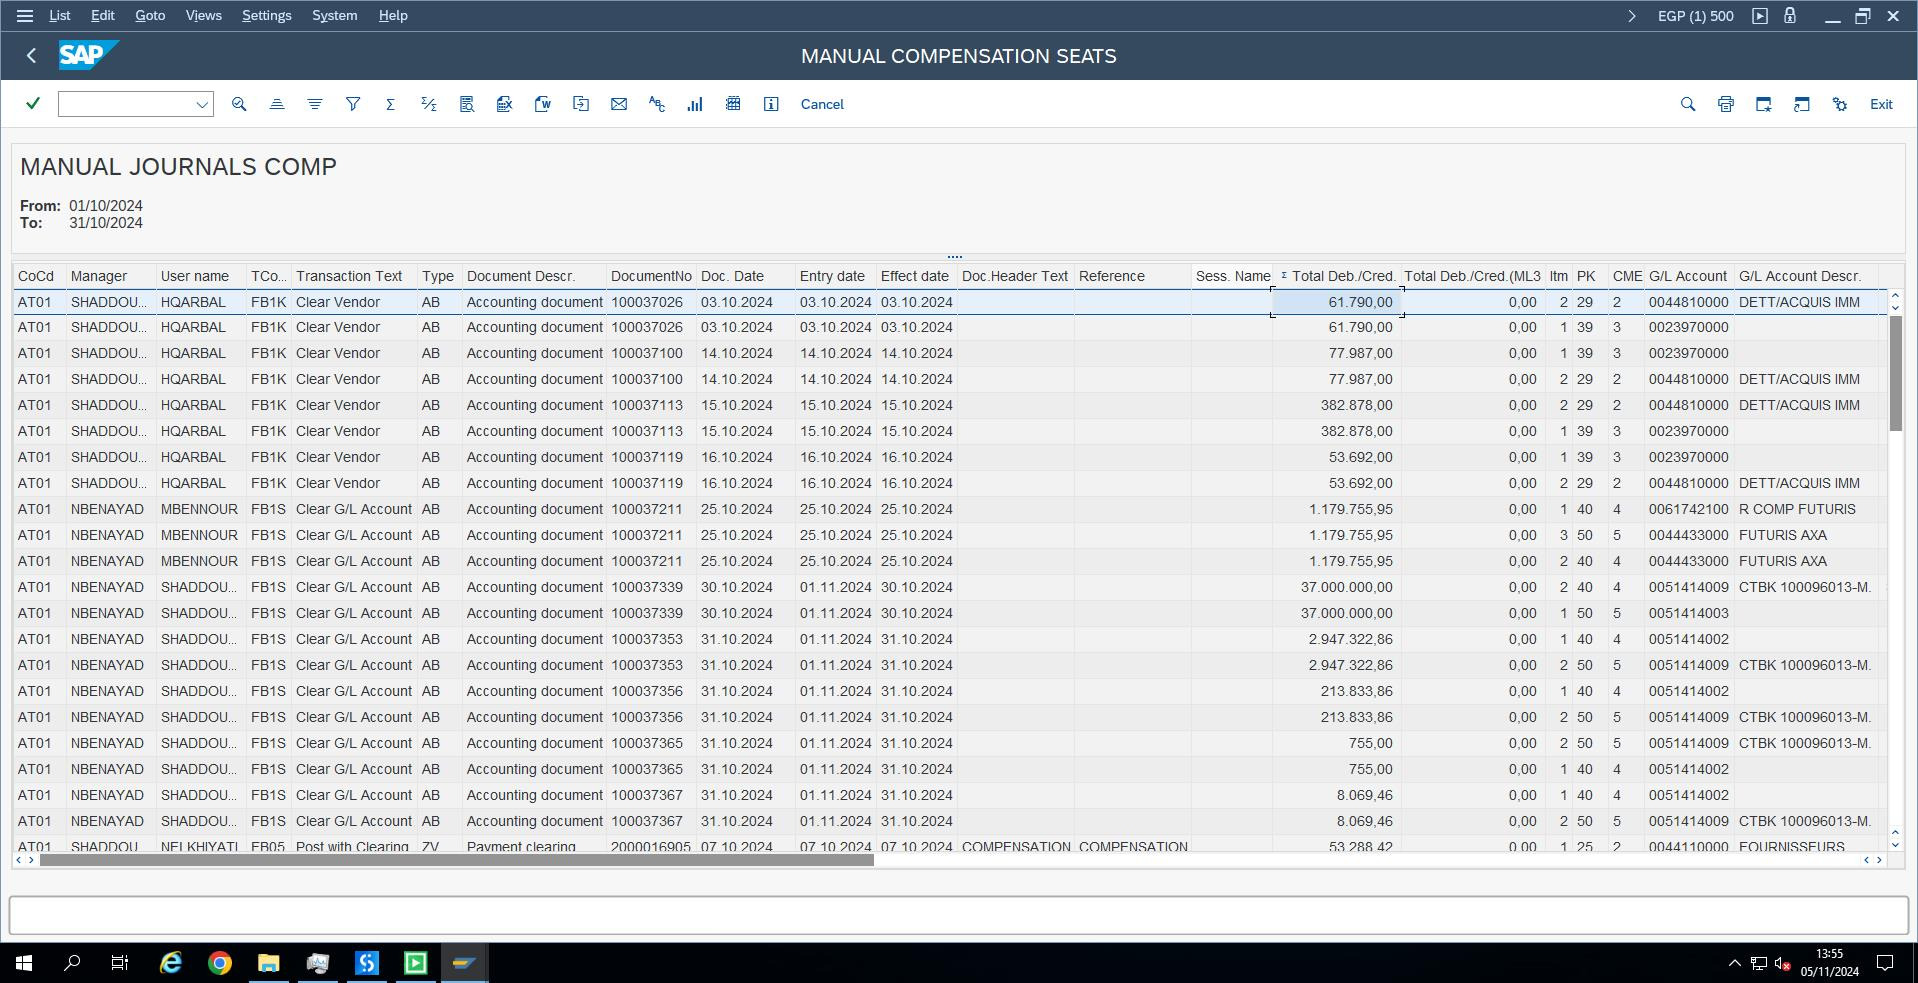 List Edit Goto Views Settings System Help EGP (1) 500
SAP MANUAL COMPENSATION SEATS
Cancel Exit
MANUAL JOURNALS COMP
From: 01/10/2024
To: 31/10/2024
CoCd Manager User name TCo... Transaction Text Type Document Descr. DocumentNo Doc. Date Entry date Effect date Doc.Header Text Reference Sess. Name Σ Total Deb./Cred. Total Deb./Cred.(ML3 Itm PK CME G/L Account G/L Account Descr.
AT01 SHADDOU... HQARBAL FB1K Clear Vendor AB Accounting document 100037026 03.10.2024 03.10.2024 03.10.2024 61.790,00 0,00 2 29 2 0044810000 DETT/ACQUIS IMM
AT01 SHADDOU... HQARBAL FB1K Clear Vendor AB Accounting document 100037026 03.10.2024 03.10.2024 03.10.2024 61.790,00 0,00 1 39 3 0023970000
AT01 SHADDOU... HQARBAL FB1K Clear Vendor AB Accounting document 100037100 14.10.2024 14.10.2024 14.10.2024 77.987,00 0,00 1 39 3 0023970000
AT01 SHADDOU... HQARBAL FB1K Clear Vendor AB Accounting document 100037100 14.10.2024 14.10.2024 14.10.2024 77.987,00 0,00 2 29 2 0044810000 DETT/ACQUIS IMM
AT01 SHADDOU... HQARBAL FB1K Clear Vendor AB Accounting document 100037113 15.10.2024 15.10.2024 15.10.2024 382.878,00 0,00 2 29 2 0044810000 DETT/ACQUIS IMM
AT01 SHADDOU... HQARBAL FB1K Clear Vendor AB Accounting document 100037113 15.10.2024 15.10.2024 15.10.2024 382.878,00 0,00 1 39 3 0023970000
AT01 SHADDOU... HQARBAL FB1K Clear Vendor AB Accounting document 100037119 16.10.2024 16.10.2024 16.10.2024 53.692,00 0,00 1 39 3 0023970000
AT01 SHADDOU... HQARBAL FB1K Clear Vendor AB Accounting document 100037119 16.10.2024 16.10.2024 16.10.2024 53.692,00 0,00 2 29 2 0044810000 DETT/ACQUIS IMM
AT01 NBENAYAD MBENNOUR FB1S Clear G/L Account AB Accounting document 100037211 25.10.2024 25.10.2024 25.10.2024 1.179.755,95 0,00 1 40 4 0061742100 R COMP FUTURIS
AT01 NBENAYAD MBENNOUR FB1S Clear G/L Account AB Accounting document 100037211 25.10.2024 25.10.2024 25.10.2024 1.179.755,95 0,00 3 50 5 0044433000 FUTURIS AXA
AT01 NBENAYAD MBENNOUR FB1S Clear G/L Account AB Accounting document 100037211 25.10.2024 25.10.2024 25.10.2024 1.179.755,95 0,00 2 40 4 0044433000 FUTURIS AXA
AT01 NBENAYAD SHADDOU... FB1S Clear G/L Account AB Accounting document 100037339 30.10.2024 01.11.2024 30.10.2024 37.000.000,00 0,00 2 40 4 0051414009 CTBK 100096013-M.
AT01 NBENAYAD SHADDOU... FB1S Clear G/L Account AB Accounting document 100037339 30.10.2024 01.11.2024 30.10.2024 37.000.000,00 0,00 1 50 5 0051414003
AT01 NBENAYAD SHADDOU... FB1S Clear G/L Account AB Accounting document 100037353 31.10.2024 01.11.2024 31.10.2024 2.947.322,86 0,00 1 40 4 0051414002
AT01 NBENAYAD SHADDOU... FB1S Clear G/L Account AB Accounting document 100037353 31.10.2024 01.11.2024 31.10.2024 2.947.322,86 0,00 2 50 5 0051414009 CTBK 100096013-M.
AT01 NBENAYAD SHADDOU... FB1S Clear G/L Account AB Accounting document 100037356 31.10.2024 01.11.2024 31.10.2024 213.833,86 0,00 1 40 4 0051414002
AT01 NBENAYAD SHADDOU... FB1S Clear G/L Account AB Accounting document 100037356 31.10.2024 01.11.2024 31.10.2024 213.833,86 0,00 2 50 5 0051414009 CTBK 100096013-M.
AT01 NBENAYAD SHADDOU... FB1S Clear G/L Account AB Accounting document 100037365 31.10.2024 01.11.2024 31.10.2024 755,00 0,00 2 50 5 0051414009 CTBK 100096013-M.
AT01 NBENAYAD SHADDOU... FB1S Clear G/L Account AB Accounting document 100037365 31.10.2024 01.11.2024 31.10.2024 755,00 0,00 1 40 4 0051414002
AT01 NBENAYAD SHADDOU... FB1S Clear G/L Account AB Accounting document 100037367 31.10.2024 01.11.2024 31.10.2024 8.069,46 0,00 1 40 4 0051414002
AT01 NBENAYAD SHADDOU... FB1S Clear G/L Account AB Accounting document 100037367 31.10.2024 01.11.2024 31.10.2024 8.069,46 0,00 2 50 5 0051414009 CTBK 100096013-M.
AT01 SHADDOU NELKHIYATI FB05 Post with Clearing ZV Payment clearing 2000016905 07.10.2024 07.10.2024 07.10.2024 COMPENSATION COMPENSATION 53.288,42 0,00 1 25 2 0044110000 FOURNISSEURS
13:55
05/11/2024